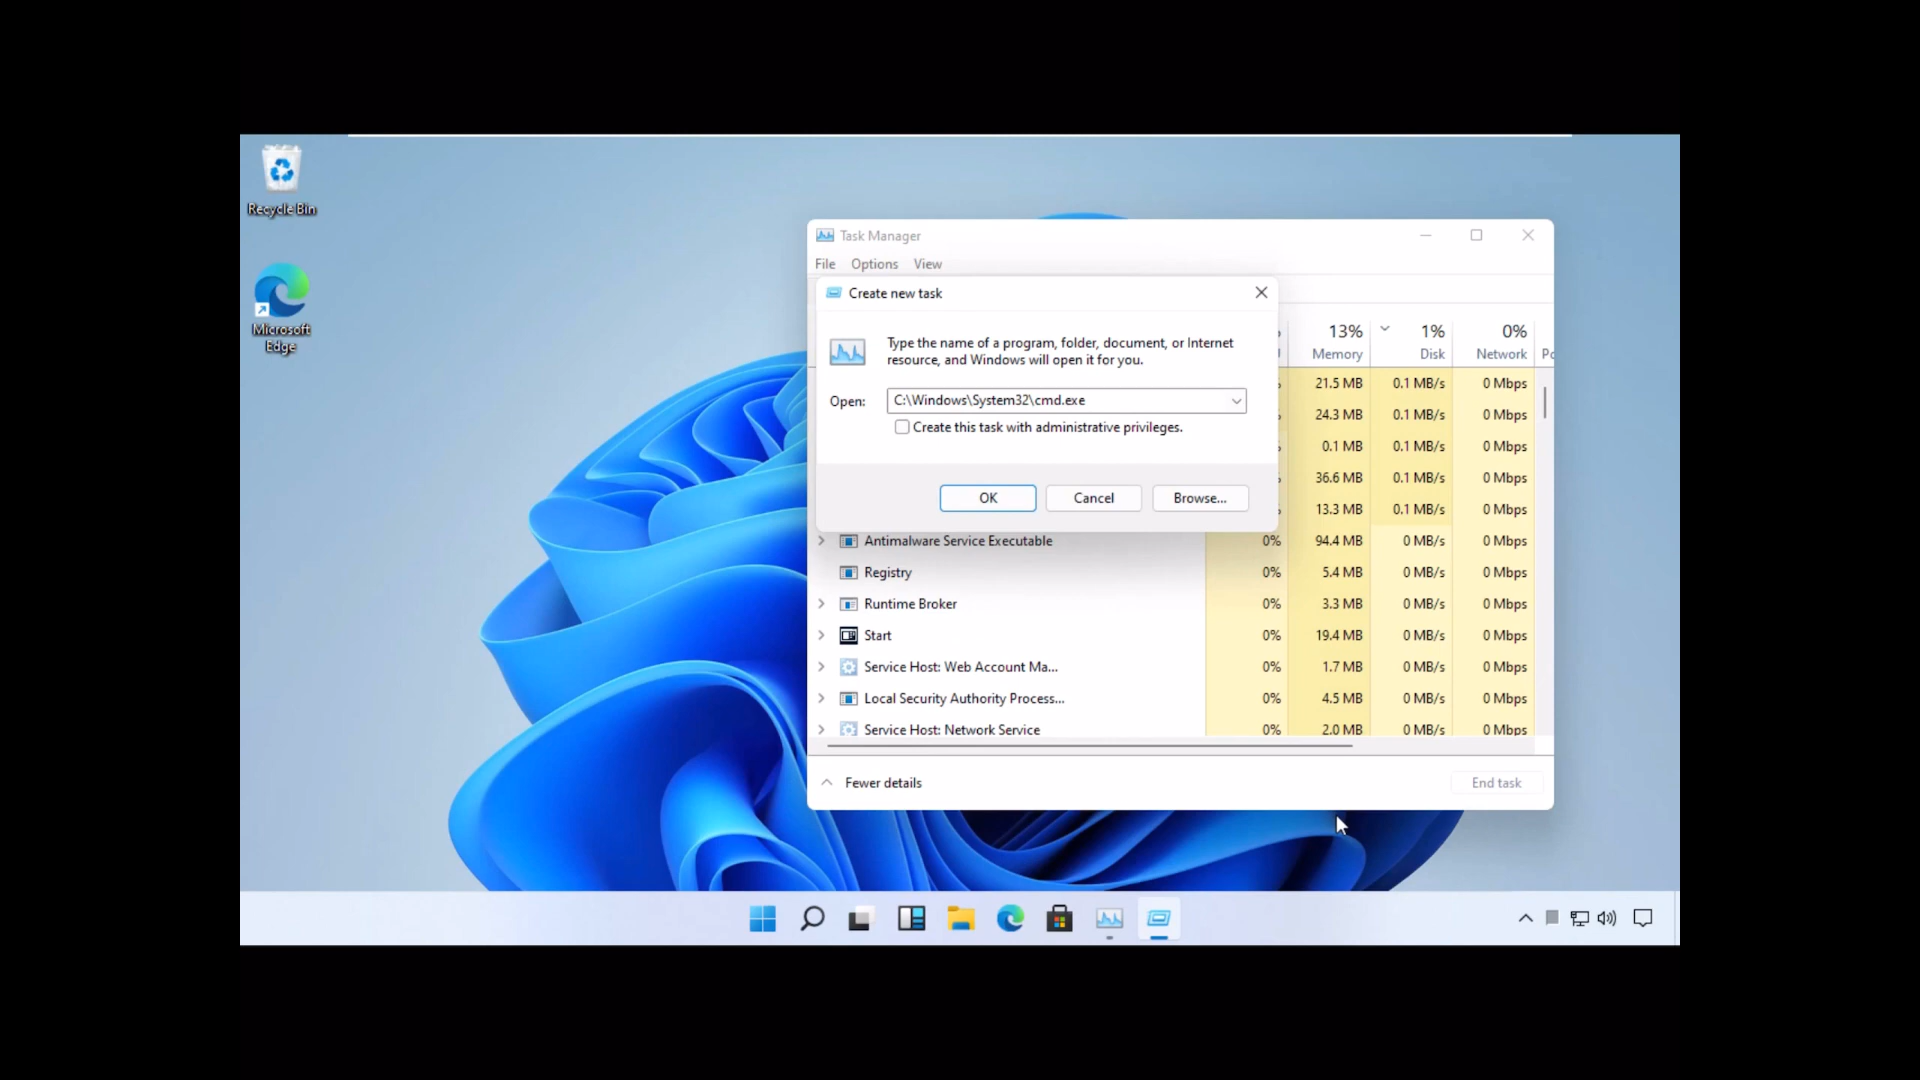 Recycle Bin
Microsoft
Edge
Task Manager
File Options View
Create new task
Type the name of a program, folder, document, or Internet
resource, and Windows will open it for you.
Open: C:\Windows\System32\cmd.exe
Create this task with administrative privileges.
OK Cancel Browse...
13% 1% 0%
Memory Disk Network
21.5 MB 0.1 MB/s 0 Mbps
24.3 MB 0.1 MB/s 0 Mbps
0.1 MB 0.1 MB/s 0 Mbps
36.6 MB 0.1 MB/s 0 Mbps
13.3 MB 0.1 MB/s 0 Mbps
Antimalware Service Executable 0% 94.4 MB 0 MB/s 0 Mbps
Registry 0% 5.4 MB 0 MB/s 0 Mbps
Runtime Broker 0% 3.3 MB 0 MB/s 0 Mbps
Start 0% 19.4 MB 0 MB/s 0 Mbps
Service Host: Web Account Ma... 0% 1.7 MB 0 MB/s 0 Mbps
Local Security Authority Process... 0% 4.5 MB 0 MB/s 0 Mbps
Service Host: Network Service 0% 2.0 MB 0 MB/s 0 Mbps
Fewer details End task